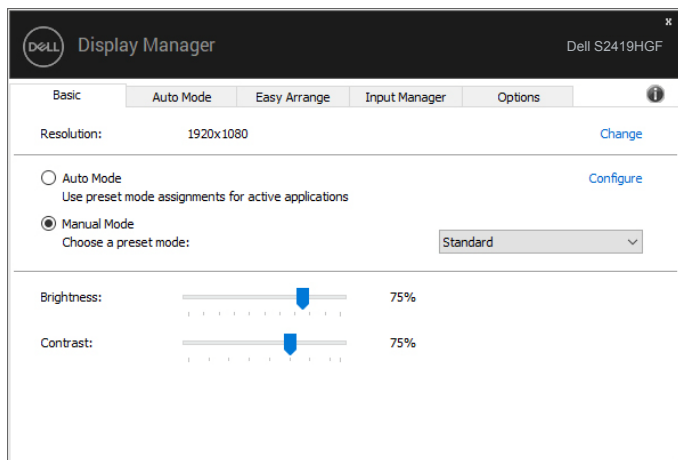 x
DELL Display Manager Dell S2419HGF
Basic Auto Mode Easy Arrange Input Manager Options i
Resolution: 1920x1080 Change
Auto Mode Configure
Use preset mode assignments for active applications
Manual Mode
Choose a preset mode: Standard
Brightness: 75%
Contrast: 75%